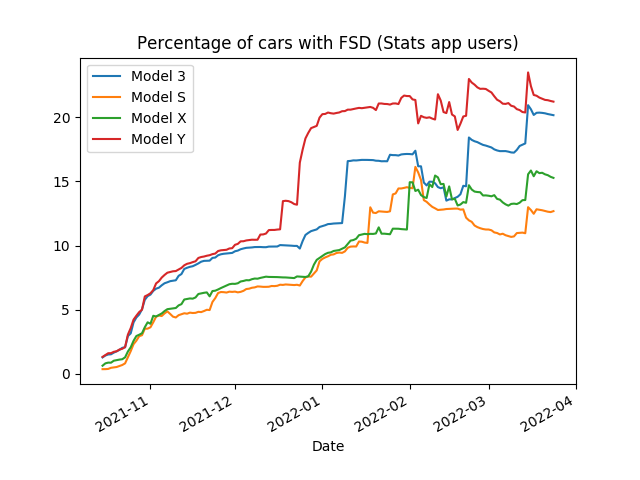 Percentage of cars with FSD (Stats app users)
Model 3
Model S
Model X
Model Y
20
15
10
5
0
2021-11
2021-12
2022-01
2022-02
2022-03
2022-04
Date